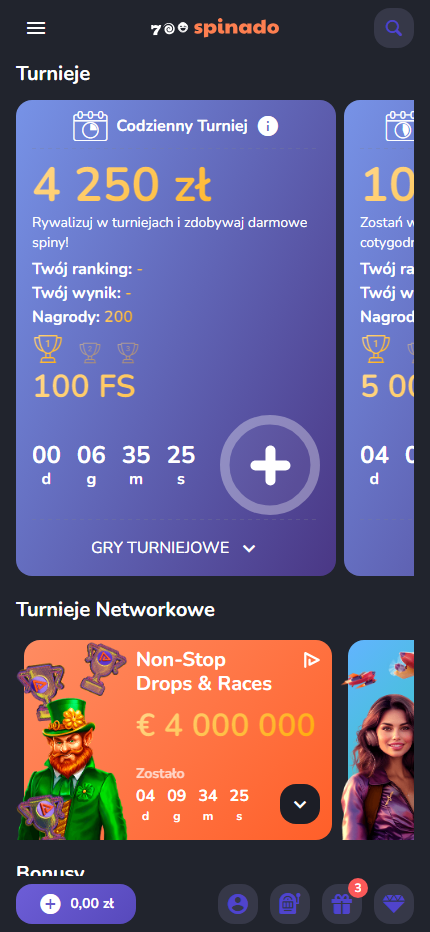 spinado
Turnieje
Codzienny Turniej
4 250 zł
Rywalizuj w turniejach i zdobywaj darmowe
spiny!
Twój ranking: -
Twój wynik: -
Nagrody: 200
1 2 3
100 FS
00 06 35 25
d g m s
GRY TURNIEJOWE
10
Zostań w
cotygodn
Twój ra
Twój w
Nagrod
1
5 00
04 0
d
Turnieje Networkowe
Non-Stop
Drops & Races
€ 4 000 000
Zostało
04 09 34 25
d g m s
Bonusy
0,00 zł
3